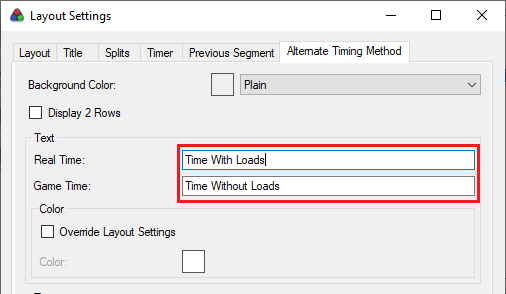 Layout Settings
Layout Title Splits Timer Previous Segment Alternate Timing Method
Background Color: Plain
Display 2 Rows
Text
Real Time: Time With Loads
Game Time: Time Without Loads
Color
Override Layout Settings
Color: